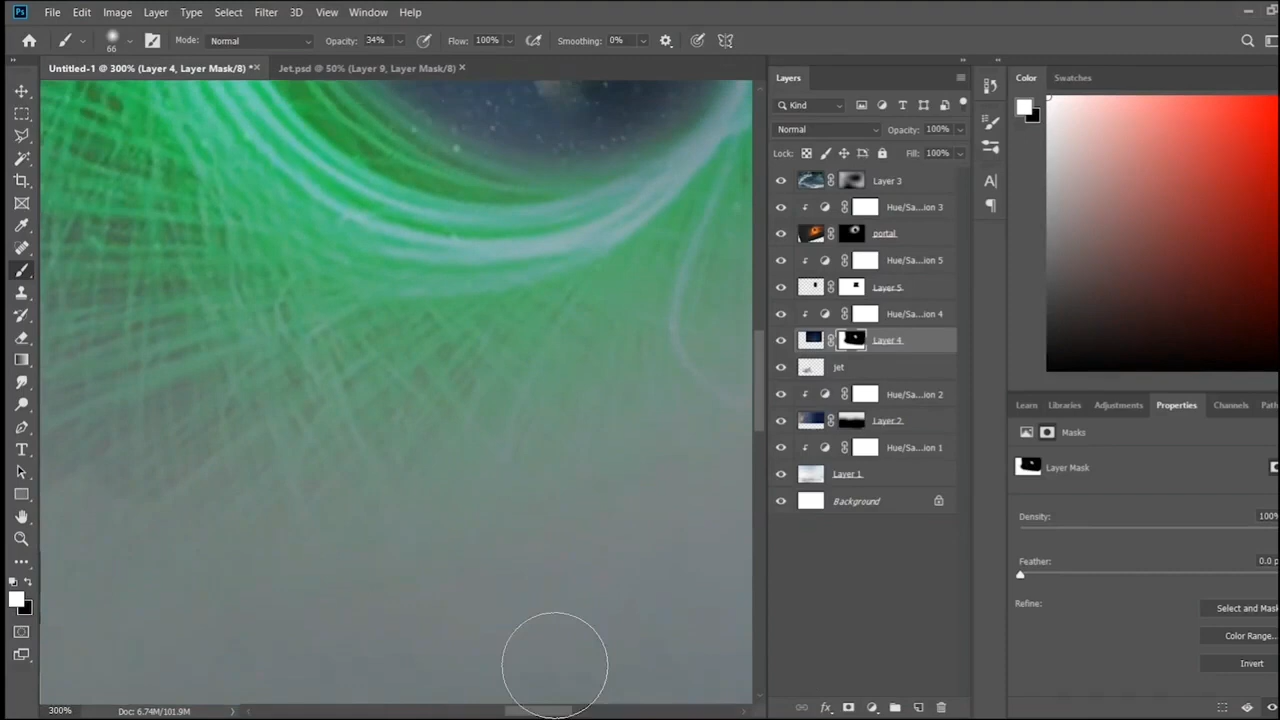 Ps File Edit Image Layer Type Select Filter 3D View Window Help
66 Mode: Normal Opacity: 34% Flow: 100% Smoothing: 0%
Untitled-1 @ 300% (Layer 4, Layer Mask/8) * Jet.psd @ 50% (Layer 9, Layer Mask/8)
Layers
Kind
Normal Opacity: 100%
Lock: Fill: 100%
Layer 3
Hue/Sa...ion 3
portal
Hue/Sa...ion 5
Layer 5
Hue/Sa...ion 4
Layer 4
jet
Hue/Sa...ion 2
Layer 2
Hue/Sa...ion 1
Layer 1
Background
Color Swatches
Learn Libraries Adjustments Properties Channels Path
Masks
Layer Mask
Density: 100%
Feather: 0.0 p
Refine: Select and Mask
Color Range...
Invert
300% Doc: 6.74M/101.9M